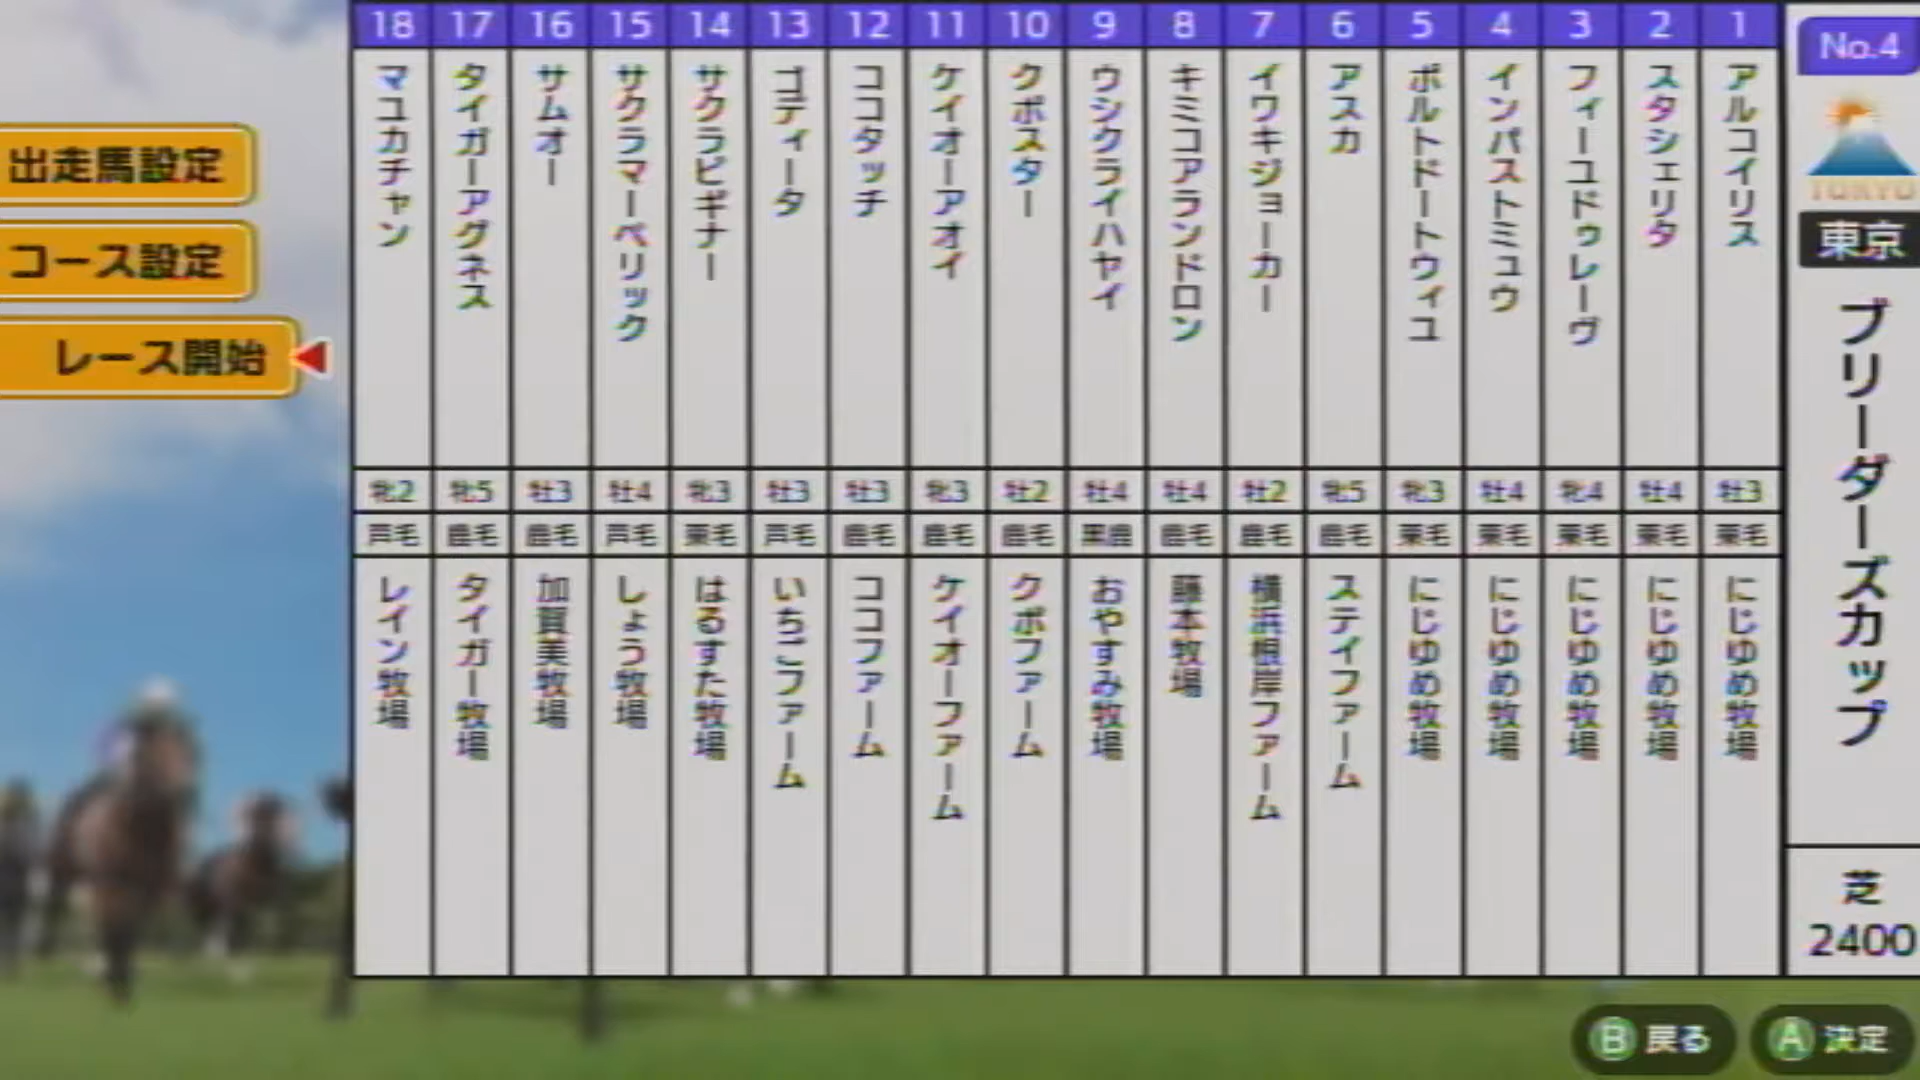 No.4
TOKYO
東京
ブリーダーズカップ
芝
2400
1
アルコイリス
牡3
栗毛
にじゆめ牧場
2
スタシェリタ
牡4
栗毛
にじゆめ牧場
3
フィーユドゥレーヴ
牝4
栗毛
にじゆめ牧場
4
インパストミュウ
牡4
栗毛
にじゆめ牧場
5
ポルトドートウィユ
牝3
栗毛
にじゆめ牧場
6
アスカ
牝5
鹿毛
ステイファーム
7
イワキジョーカー
牡2
鹿毛
横浜根岸ファーム
8
キミコアランドロン
牡4
鹿毛
藤本牧場
9
ウシクライハヤイ
牡4
黒鹿
おやすみ牧場
10
クボスター
牡2
鹿毛
クボファーム
11
ケイオーアオイ
牝3
鹿毛
ケイオーファーム
12
ココタッチ
牡3
鹿毛
ココファーム
13
ゴディータ
牡3
芦毛
いちごファーム
14
サクラビギナー
牝3
栗毛
はるすた牧場
15
サクラマーベリック
牡4
芦毛
しょう牧場
16
サムオー
牡3
鹿毛
加賀美牧場
17
タイガーアグネス
牝5
鹿毛
タイガー牧場
18
マユカチャン
牝2
芦毛
レイン牧場
出走馬設定
コース設定
レース開始
B 戻る
A 決定